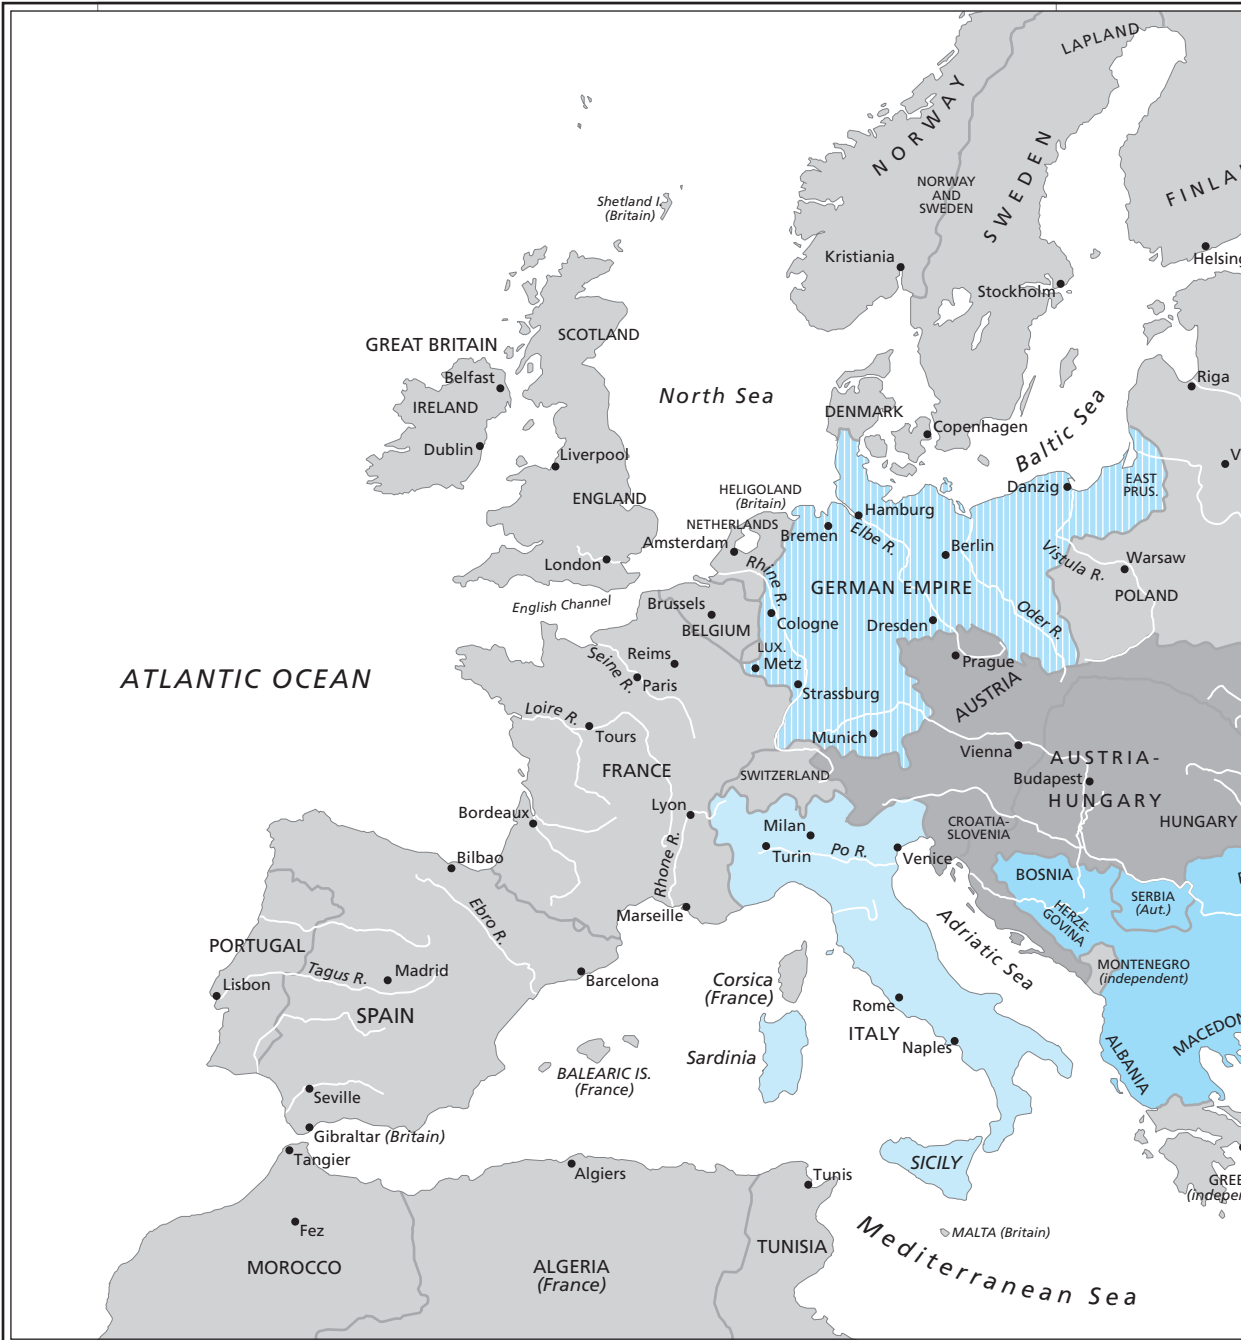 LAPLAND
NORWAY
SWEDEN
NORWAY
AND
SWEDEN
Shetland I.
(Britain)
Kristiania
Stockholm
SCOTLAND
GREAT BRITAIN
Belfast
IRELAND
Dublin
Liverpool
ENGLAND
London
North Sea
DENMARK
Copenhagen
Baltic Sea
Riga
Danzig
EAST
PRUS.
HELIGOLAND
(Britain)
NETHERLANDS
Amsterdam
Hamburg
Bremen
Elbe R.
Berlin
Vistula R.
Warsaw
POLAND
Rhine R.
GERMAN EMPIRE
Oder R.
English Channel
Brussels
BELGIUM
Cologne
Dresden
LUX.
Metz
Reims
Seine R.
Paris
Prague
AUSTRIA
Strassburg
ATLANTIC OCEAN
Loire R.
Tours
Munich
Vienna
AUSTRIA-
HUNGARY
Budapest
FRANCE
SWITZERLAND
HUNGARY
CROATIA-
SLOVENIA
Lyon
Bordeaux
Milan
Turin
Po R.
Venice
Bilbao
Rhone R.
BOSNIA
SERBIA
(Aut.)
HERZE-
GOVINA
Marseille
Ebro R.
Adriatic Sea
PORTUGAL
Tagus R.
Madrid
Lisbon
Barcelona
Corsica
(France)
MONTENEGRO
(independent)
SPAIN
Rome
ITALY
Naples
Sardinia
BALEARIC IS.
(France)
ALBANIA
MACEDON
Seville
Gibraltar (Britain)
Tangier
Algiers
Tunis
SICILY
Fez
MALTA (Britain)
Mediterranean Sea
MOROCCO
ALGERIA
(France)
TUNISIA
FINLA
Helsing
V
GREE
(indepen